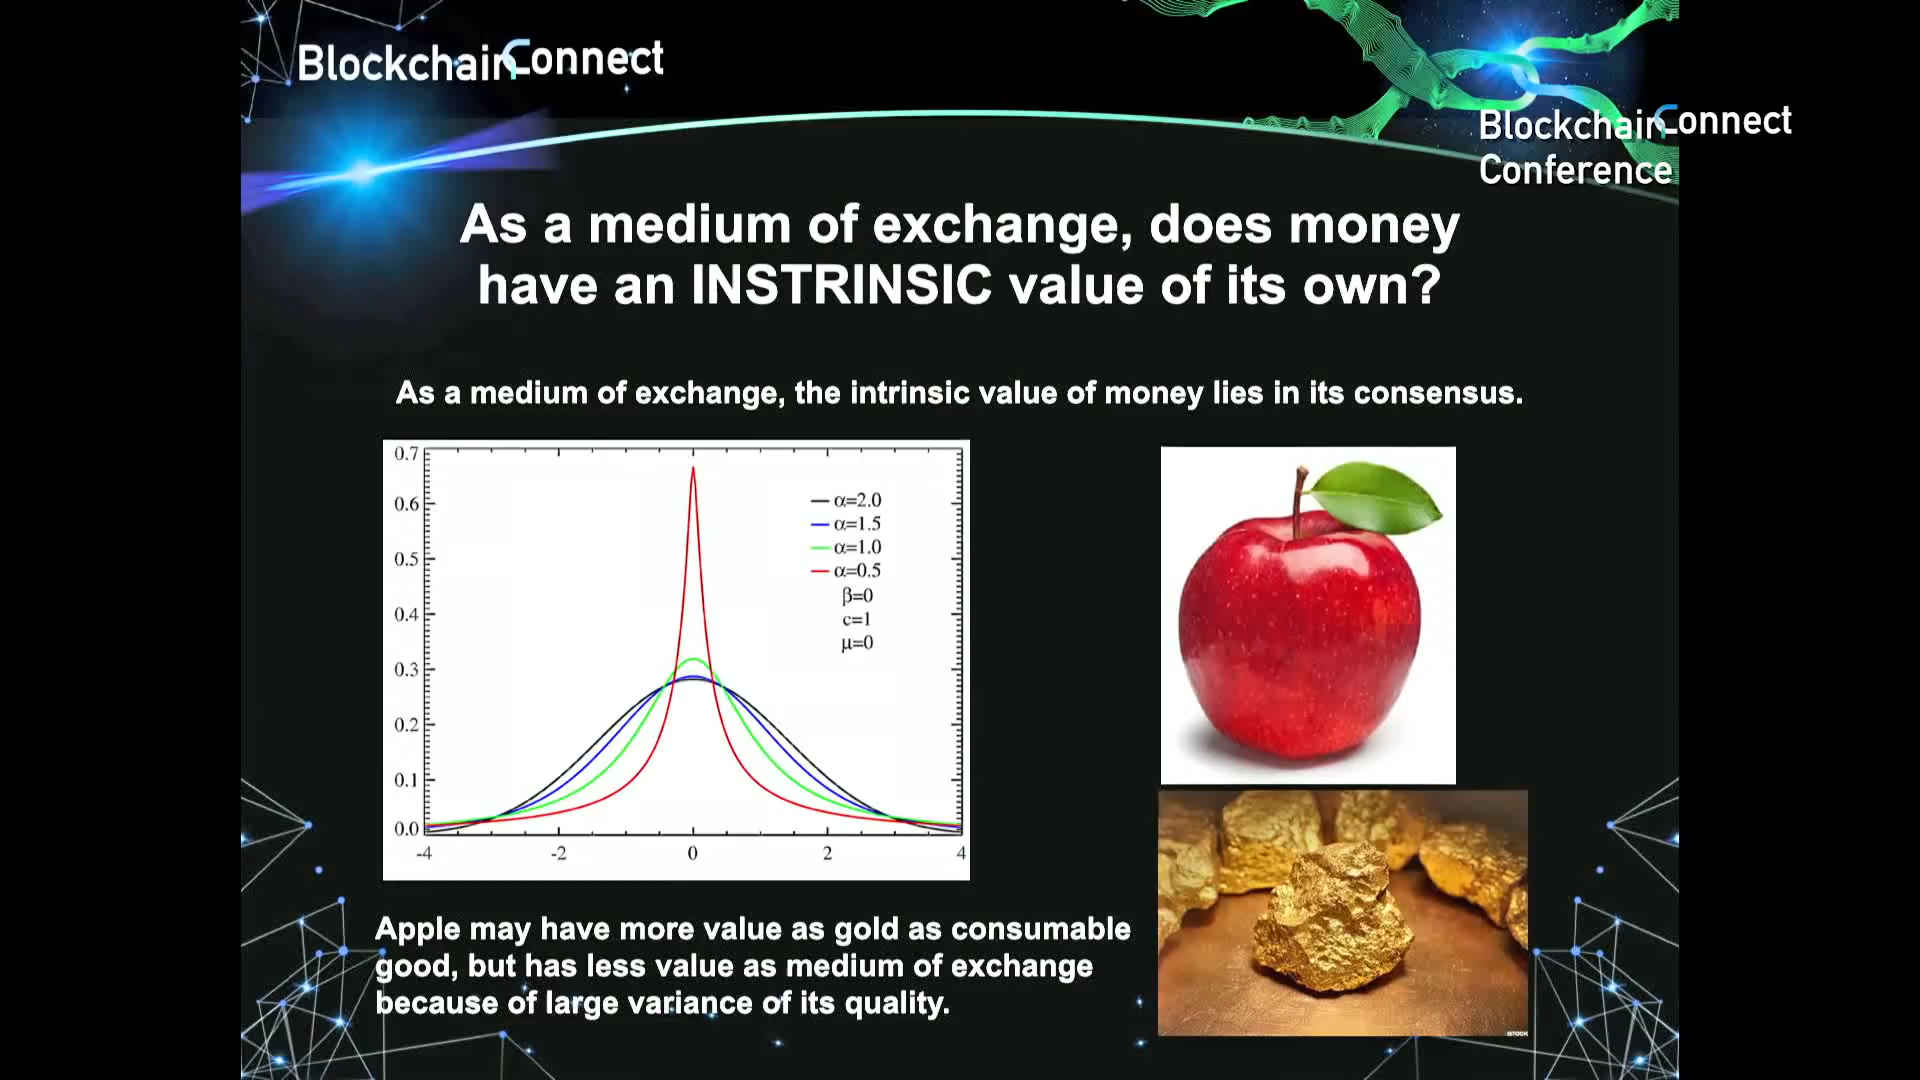 BlockchainConnect
BlockchainConnect
Conference
As a medium of exchange, does money
have an INSTRINSIC value of its own?
As a medium of exchange, the intrinsic value of money lies in its consensus.
0.7
0.6
0.5
0.4
0.3
0.2
0.1
0.0
-4
-2
0
2
4
α=2.0
α=1.5
α=1.0
α=0.5
β=0
c=1
μ=0
Apple may have more value as gold as consumable
good, but has less value as medium of exchange
because of large variance of its quality.
ISTOCK